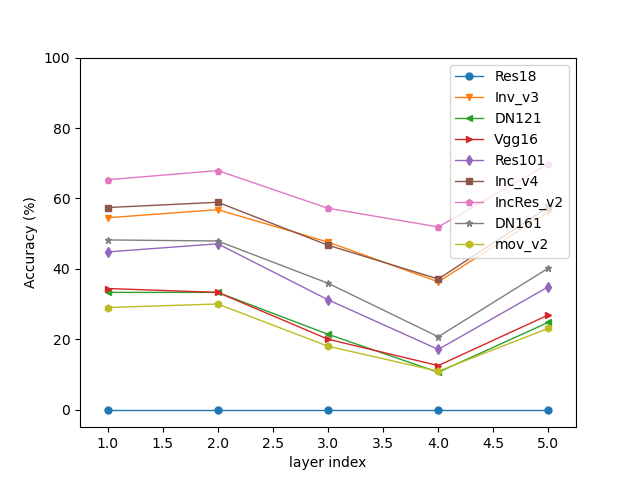 100
80
60
40
20
0
Accuracy (%)
Res18
Inv_v3
DN121
Vgg16
Res101
Inc_v4
IncRes_v2
DN161
mov_v2
1.0 1.5 2.0 2.5 3.0 3.5 4.0 4.5 5.0
layer index